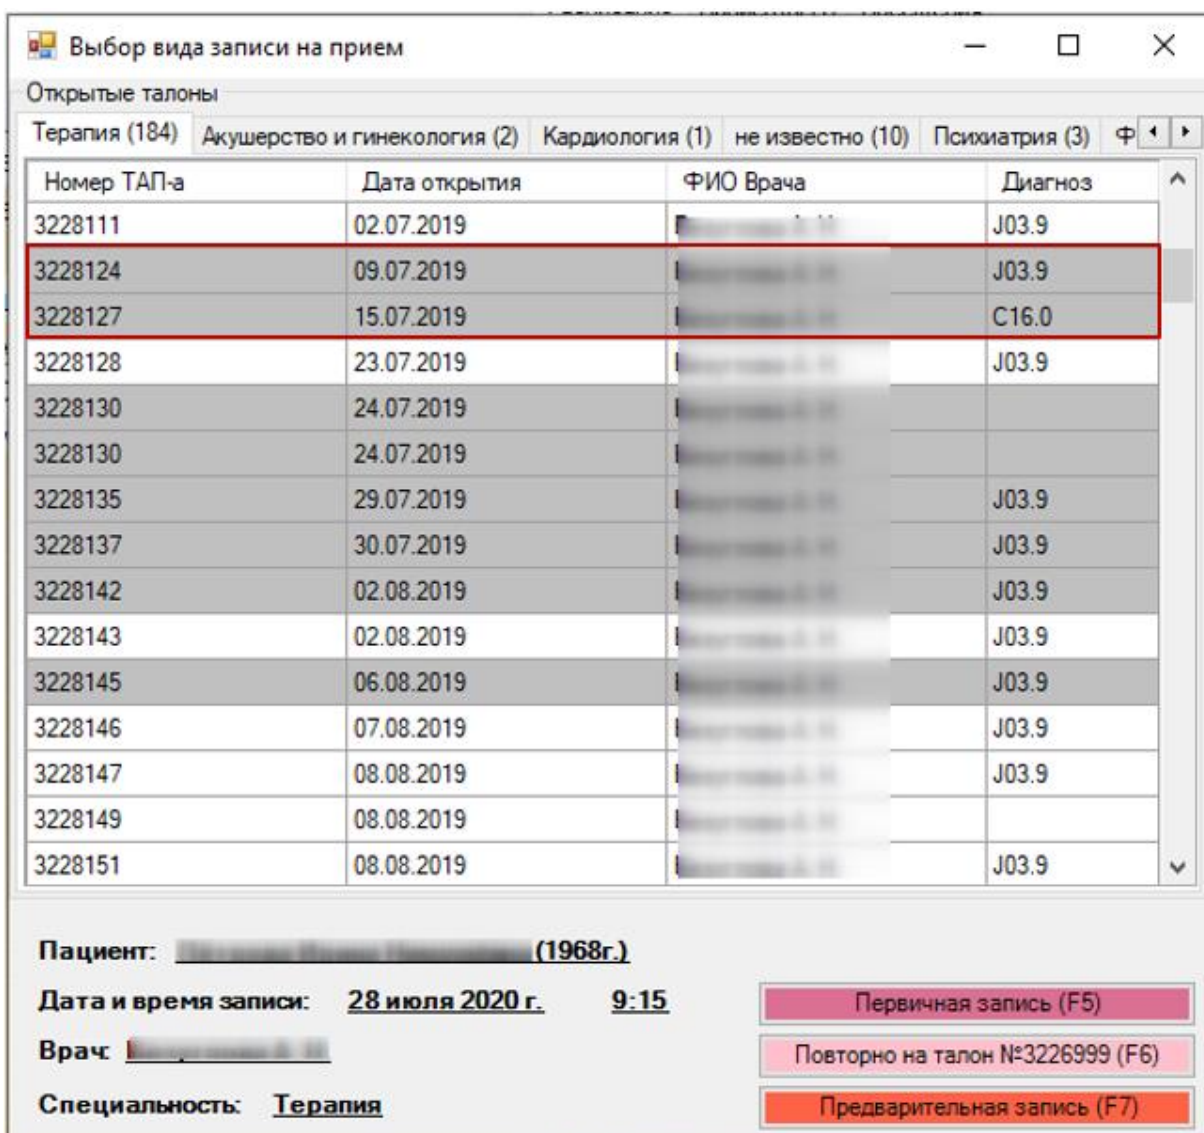 Выбор вида записи на прием
Открытые талоны
Терапия (184) Акушерство и гинекология (2) Кардиология (1) не известно (10) Психиатрия (3) Ф
Номер ТАП-а Дата открытия ФИО Врача Диагноз
3228111 02.07.2019 J03.9
3228124 09.07.2019 J03.9
3228127 15.07.2019 C16.0
3228128 23.07.2019 J03.9
3228130 24.07.2019
3228130 24.07.2019
3228135 29.07.2019 J03.9
3228137 30.07.2019 J03.9
3228142 02.08.2019 J03.9
3228143 02.08.2019 J03.9
3228145 06.08.2019 J03.9
3228146 07.08.2019 J03.9
3228147 08.08.2019 J03.9
3228149 08.08.2019
3228151 08.08.2019 J03.9
Пациент: (1968г.)
Дата и время записи: 28 июля 2020 г. 9:15
Первичная запись (F5)
Врач:
Повторно на талон №3226999 (F6)
Специальность: Терапия
Предварительная запись (F7)